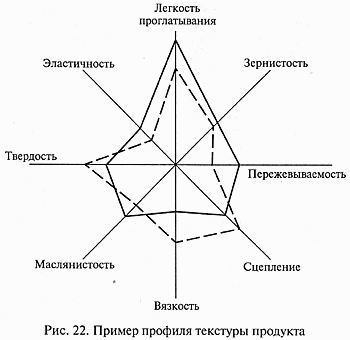 Легкость
проглатывания
Эластичность
Зернистость
Твердость
Пережевываемость
Маслянистость
Сцепление
Вязкость
Рис. 22. Пример профиля текстуры продукта